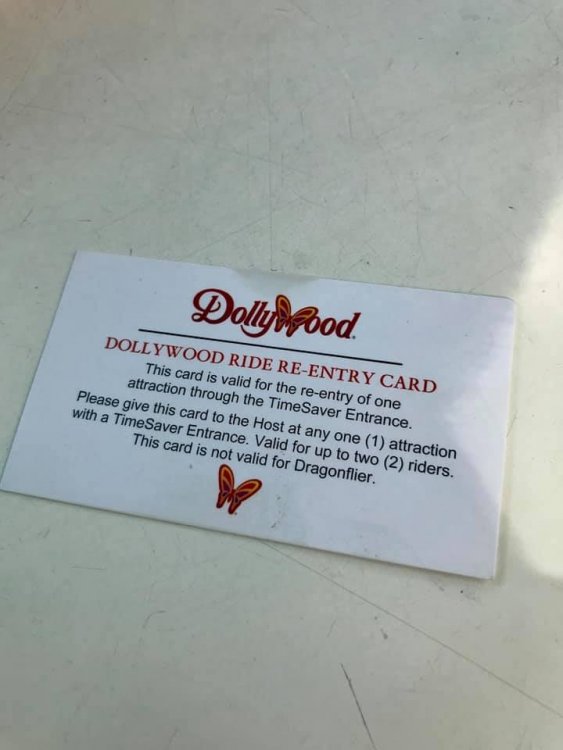 Dollywood
DOLLYWOOD RIDE RE-ENTRY CARD
This card is valid for the re-entry of one
attraction through the TimeSaver Entrance.
Please give this card to the Host at any one (1) attraction
with a TimeSaver Entrance. Valid for up to two (2) riders.
This card is not valid for Dragonflier.